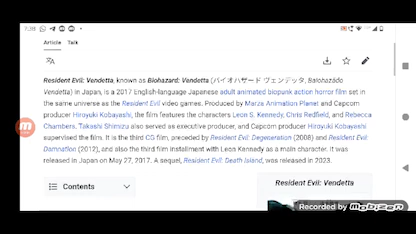 Article Talk
Resident Evil: Vendetta, known as Biohazard: Vendetta (バイオハザード ヴェンデッタ, Baiohazādo
Vendetta) in Japan, is a 2017 English-language Japanese adult animated biopunk action horror film set in
the same universe as the Resident Evil video games. Produced by Marza Animation Planet and Capcom
producer Hiroyuki Kobayashi, the film features the characters Leon S. Kennedy, Chris Redfield, and Rebecca
Chambers. Takashi Shimizu also served as executive producer, and Capcom producer Hiroyuki Kobayashi
supervised the film. It is the third CG film, preceded by Resident Evil: Degeneration (2008) and Resident Evil:
Damnation (2012), and also the third film installment with Leon Kennedy as a main character. It was
released in Japan on May 27, 2017. A sequel, Resident Evil: Death Island, was released in 2023.
Contents
Resident Evil: Vendetta
Recorded by Mobizen